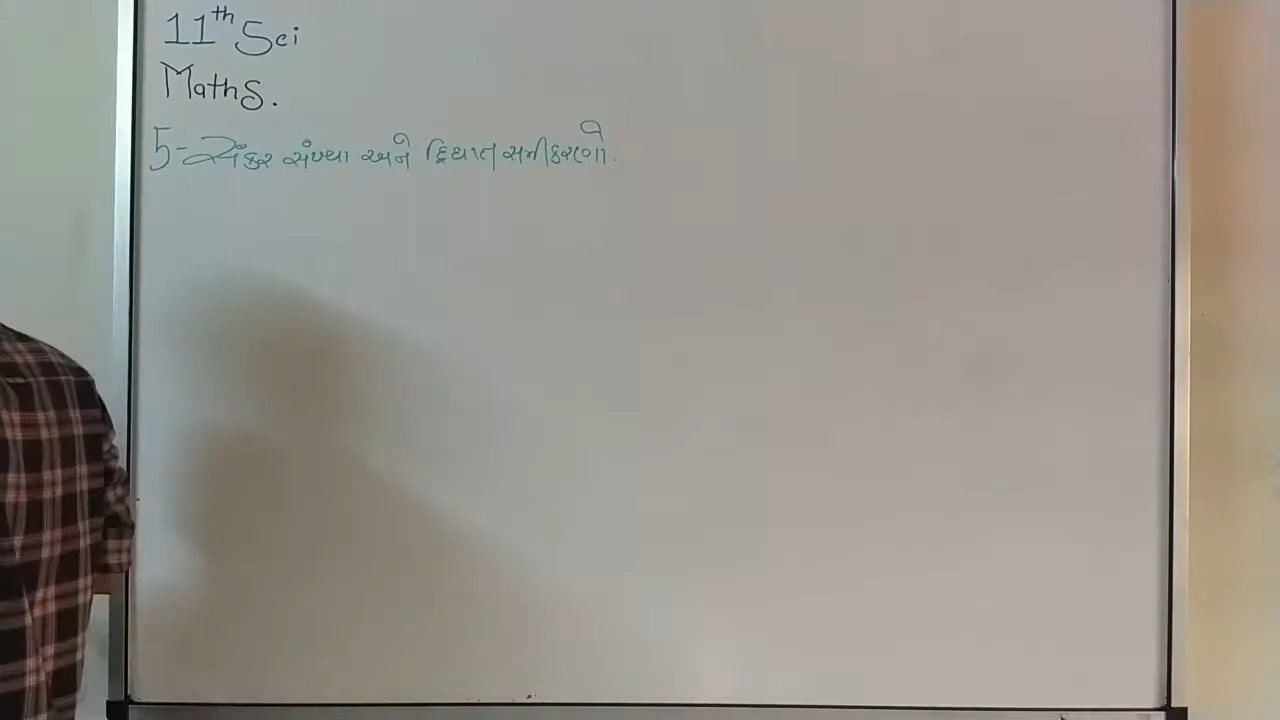 11th Sci
Maths.
5- સંકર સંખ્યા અને દ્વિઘાત સમીકરણો.